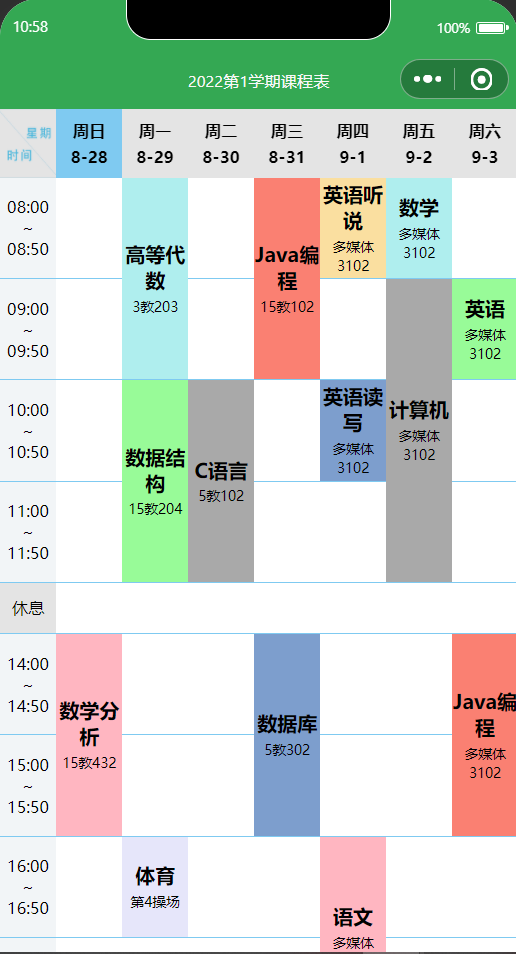 10:58
100%
2022第1学期课程表
星期
时间
周日
8-28
周一
8-29
周二
8-30
周三
8-31
周四
9-1
周五
9-2
周六
9-3
08:00
~
08:50
高等代
数
3教203
Java编
程
15教102
英语听
说
多媒体
3102
数学
多媒体
3102
09:00
~
09:50
计算机
多媒体
3102
英语
多媒体
3102
10:00
~
10:50
数据结
构
15教204
C语言
5教102
英语读
写
多媒体
3102
11:00
~
11:50
休息
14:00
~
14:50
数学分
析
15教432
数据库
5教302
Java编
程
多媒体
3102
15:00
~
15:50
16:00
~
16:50
体育
第4操场
语文
多媒体